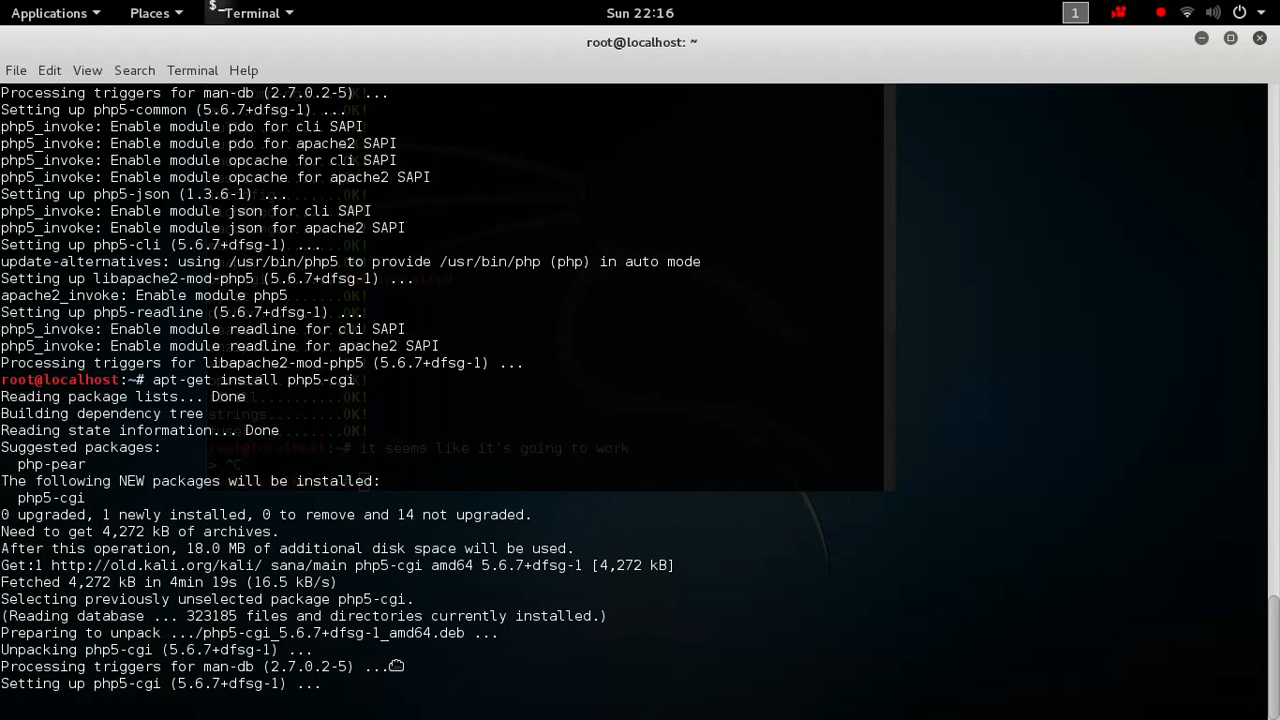 Applications Places Terminal Sun 22:16 1
root@localhost: ~
File Edit View Search Terminal Help
Processing triggers for man-db (2.7.0.2-5) ...
Setting up php5-common (5.6.7+dfsg-1) ...
php5_invoke: Enable module pdo for cli SAPI
php5_invoke: Enable module pdo for apache2 SAPI
php5_invoke: Enable module opcache for cli SAPI
php5_invoke: Enable module opcache for apache2 SAPI
Setting up php5-json (1.3.6-1) ...
php5_invoke: Enable module json for cli SAPI
php5_invoke: Enable module json for apache2 SAPI
Setting up php5-cli (5.6.7+dfsg-1) ...
update-alternatives: using /usr/bin/php5 to provide /usr/bin/php (php) in auto mode
Setting up libapache2-mod-php5 (5.6.7+dfsg-1) ...
apache2_invoke: Enable module php5
Setting up php5-readline (5.6.7+dfsg-1) ...
php5_invoke: Enable module readline for cli SAPI
php5_invoke: Enable module readline for apache2 SAPI
Processing triggers for libapache2-mod-php5 (5.6.7+dfsg-1) ...
root@localhost:~# apt-get install php5-cgi
Reading package lists... Done
Building dependency tree
strings
Reading state information... Done
Suggested packages:
root@localhost:~# it seems like it's going to work
php-pear
> ^C
The following NEW packages will be installed:
php5-cgi
0 upgraded, 1 newly installed, 0 to remove and 14 not upgraded.
Need to get 4,272 kB of archives.
After this operation, 18.0 MB of additional disk space will be used.
Get:1 http://old.kali.org/kali/ sana/main php5-cgi amd64 5.6.7+dfsg-1 [4,272 kB]
Fetched 4,272 kB in 4min 19s (16.5 kB/s)
Selecting previously unselected package php5-cgi.
(Reading database ... 323185 files and directories currently installed.)
Preparing to unpack .../php5-cgi_5.6.7+dfsg-1_amd64.deb ...
Unpacking php5-cgi (5.6.7+dfsg-1) ...
Processing triggers for man-db (2.7.0.2-5) ...
Setting up php5-cgi (5.6.7+dfsg-1) ...